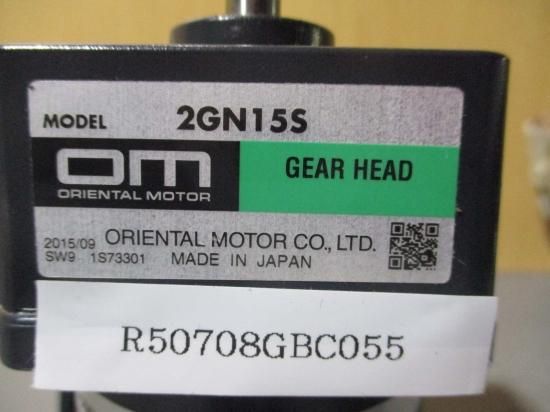 MODEL 2GN15S
OM
ORIENTAL MOTOR
GEAR HEAD
2015/09 ORIENTAL MOTOR CO., LTD.
SW9 1S73301 MADE IN JAPAN
R50708GBC055